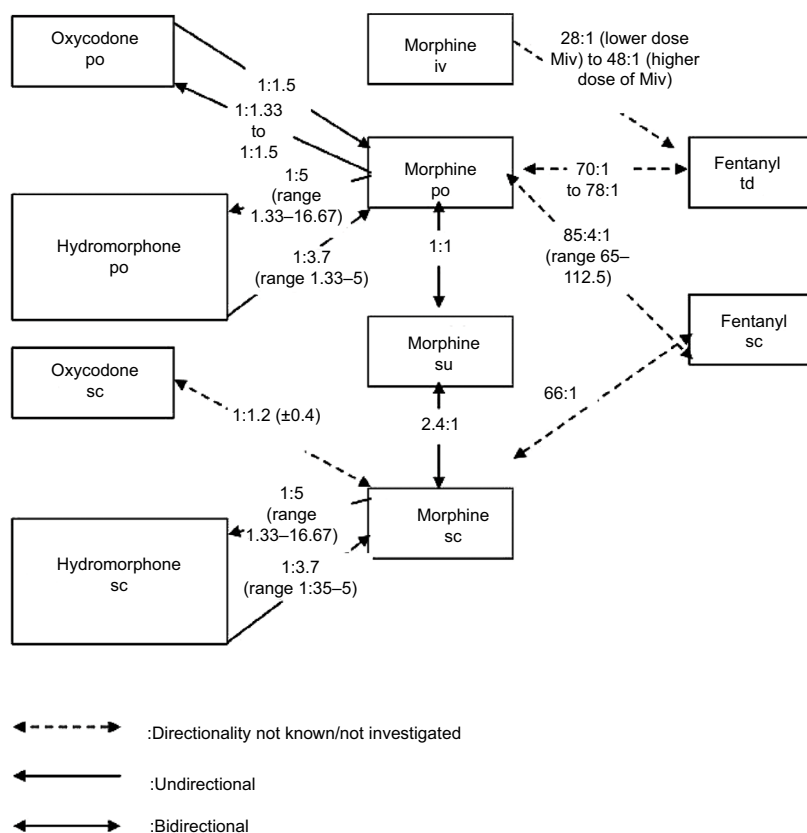 Oxycodone
po
Morphine
iv
28:1 (lower dose
Miv) to 48:1 (higher
dose of Miv)
1:1.5
1:1.33
to
1:1.5
Morphine
po
70:1
to 78:1
Fentanyl
td
1:5
(range
1.33–16.67)
Hydromorphone
po
1:3.7
(range 1.33–5)
1:1
85:4:1
(range 65–
112.5)
Fentanyl
sc
Morphine
su
Oxycodone
sc
1:1.2 (±0.4)
2.4:1
66:1
1:5
(range
1.33–16.67)
Morphine
sc
Hydromorphone
sc
1:3.7
(range 1:35–5)
:Directionality not known/not investigated
:Undirectional
:Bidirectional